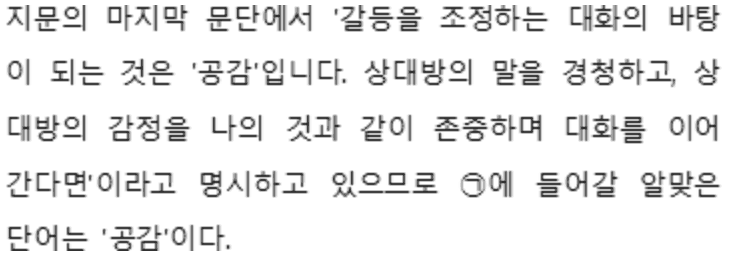 지문의 마지막 문단에서 '갈등을 조정하는 대화의 바탕
이 되는 것은 '공감'입니다. 상대방의 말을 경청하고, 상
대방의 감정을 나의 것과 같이 존중하며 대화를 이어
간다면'이라고 명시하고 있으므로 ㉠에 들어갈 알맞은
단어는 '공감'이다.